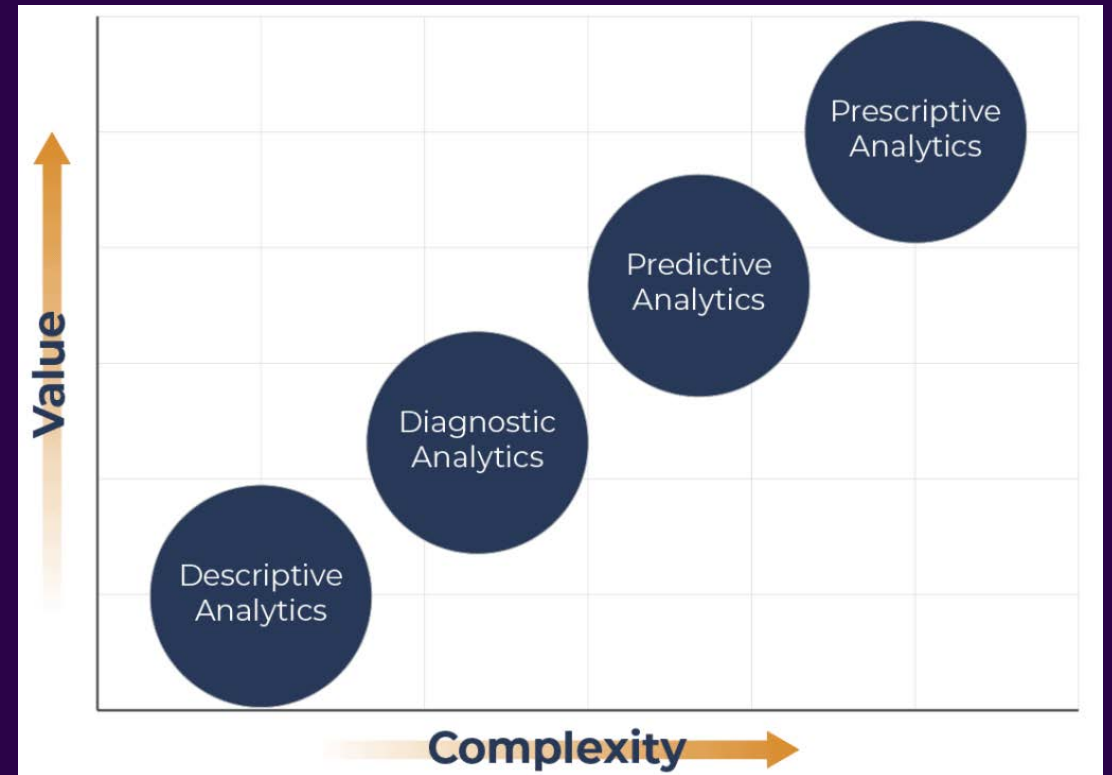 Prescriptive
Analytics
Predictive
Analytics
Diagnostic
Analytics
Descriptive
Analytics
Value
Complexity